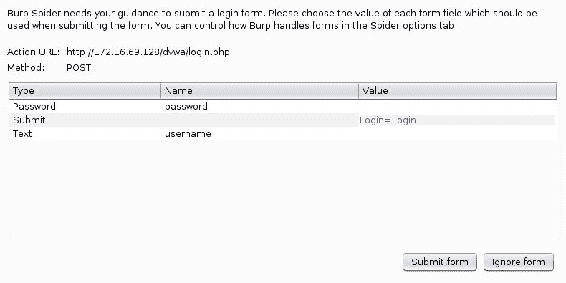 Burp Spider needs your guidance to submit a login form. Please choose the value of each form field which should be
used when submitting the form. You can control how Burp handles forms in the Spider options tab
Action URL: http://172.16.69.128/dvwa/login.php
Method: POST
Type Name Value
Password password
Submit Login=Login
Text username
Submit form Ignore form